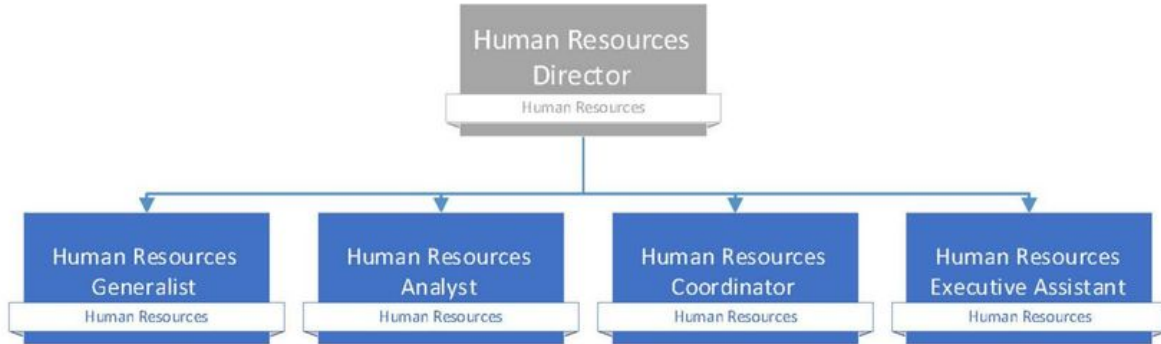 Human Resources
Director
Human Resources
Human Resources
Generalist
Human Resources
Human Resources
Analyst
Human Resources
Human Resources
Coordinator
Human Resources
Human Resources
Executive Assistant
Human Resources